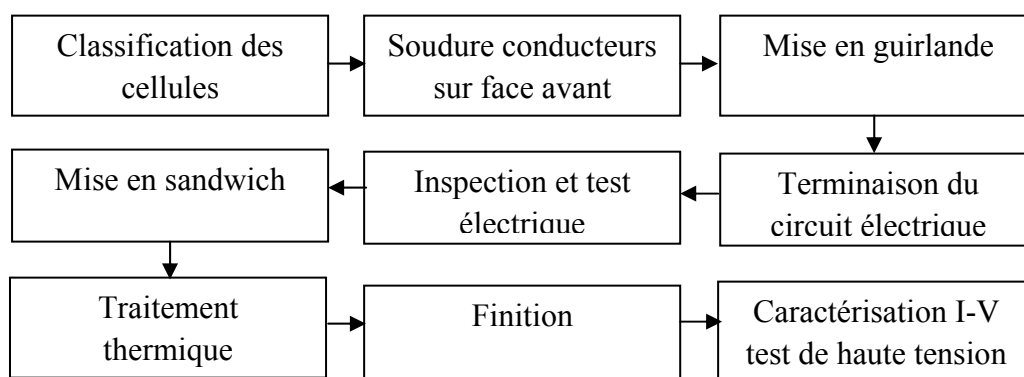 Classification des
cellules
Soudure conducteurs
sur face avant
Mise en guirlande
Terminaison du
circuit électrique
Inspection et test
électrique
Mise en sandwich
Traitement
thermique
Finition
Caractérisation I-V
test de haute tension